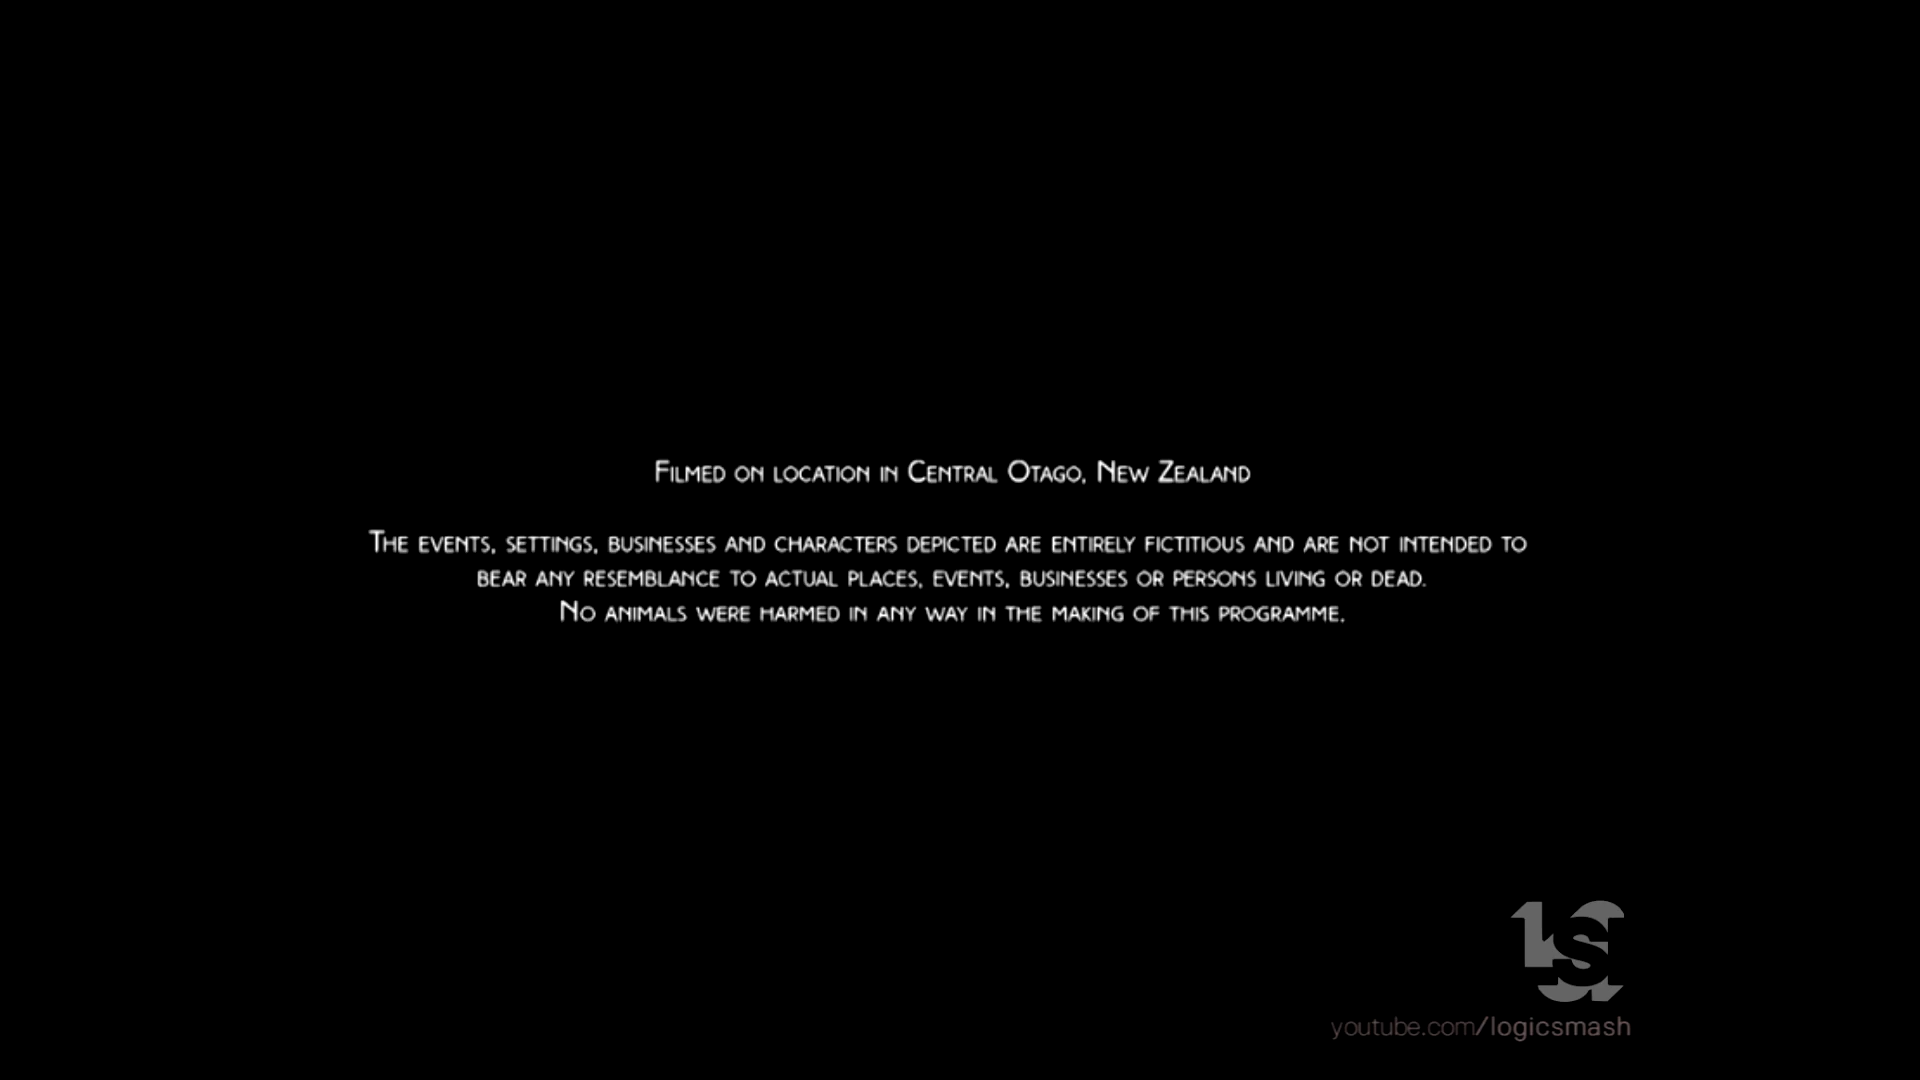 Filmed on location in Central Otago, New Zealand
The events, settings, businesses and characters depicted are entirely fictitious and are not intended to
bear any resemblance to actual places, events, businesses or persons living or dead.
No animals were harmed in any way in the making of this programme.
ls
youtube.com/logicsmash